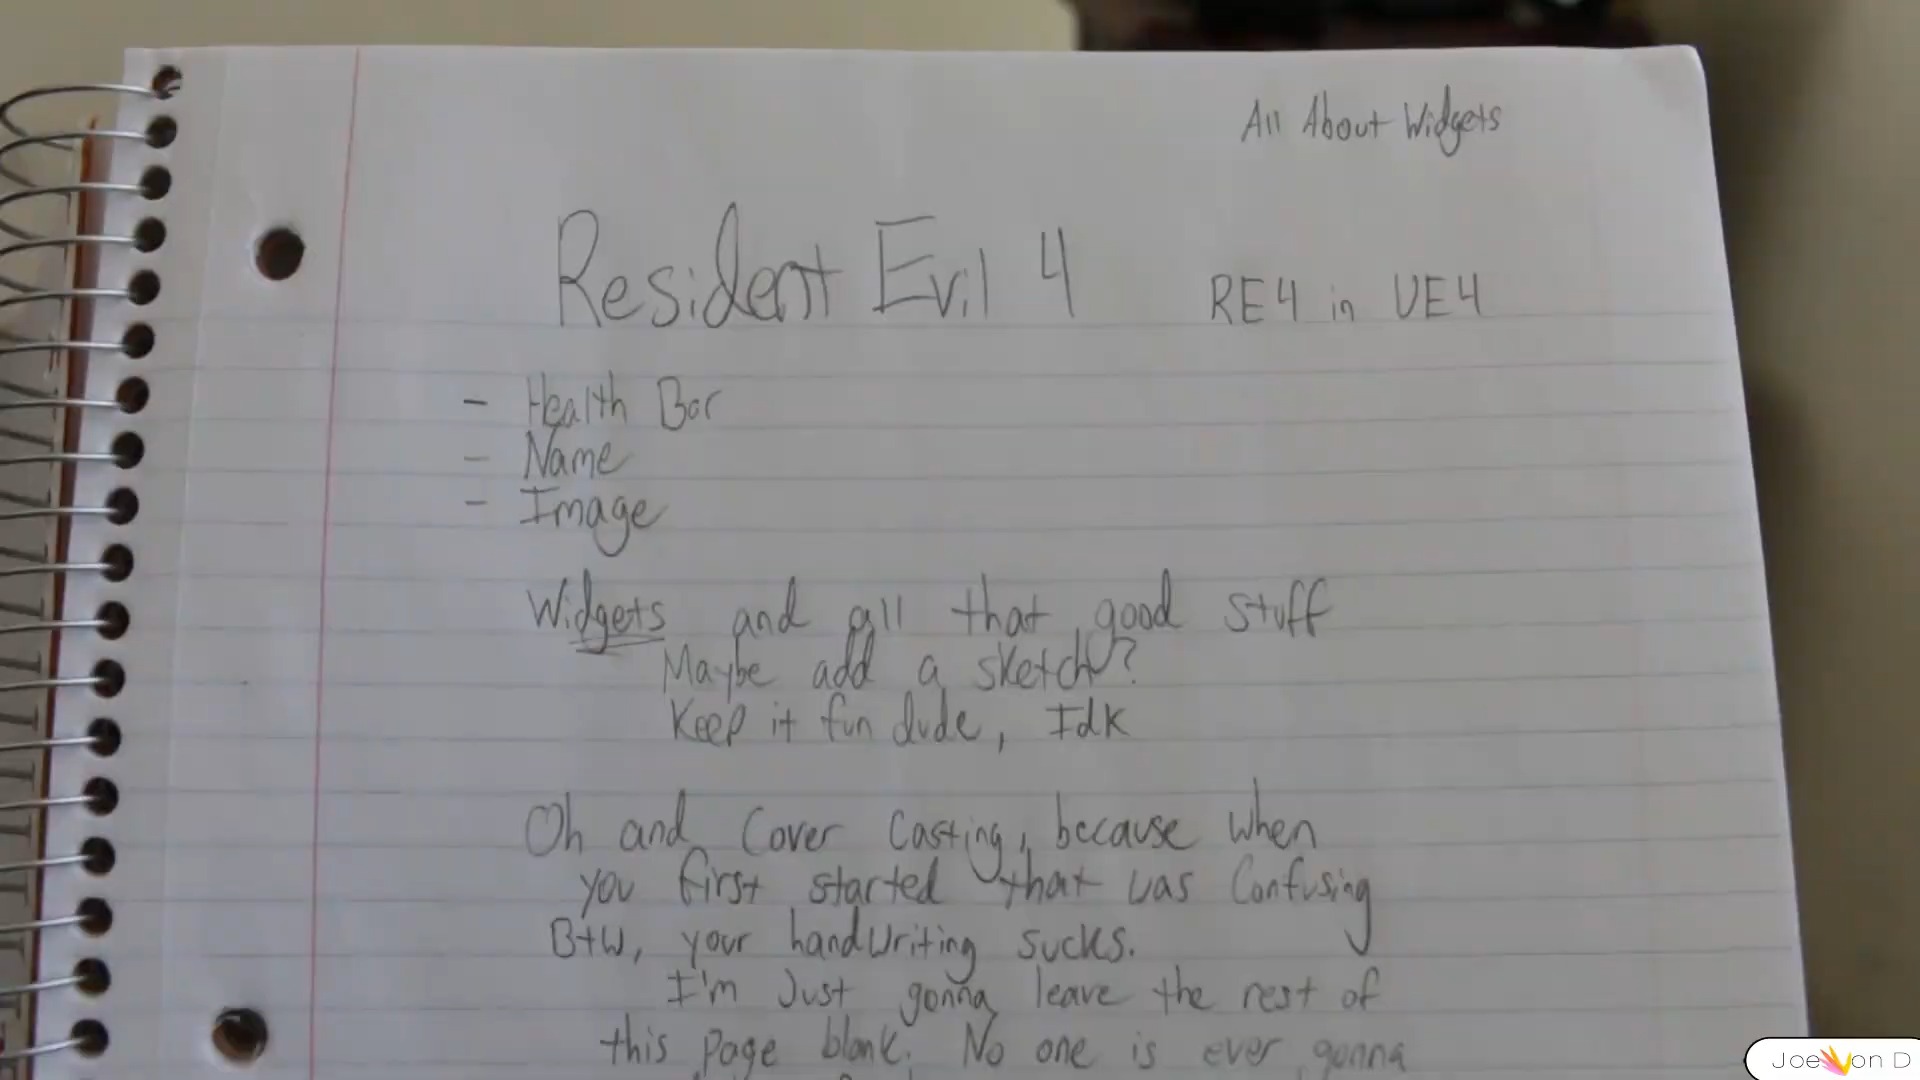 All About Widgets
Resident Evil 4
RE4 in UE4
- Health Bar
- Name
- Image
Widgets and all that good stuff
Maybe add a sketch?
Keep it fun dude, Idk
Oh and Cover Casting, because when
you first started that was Confusing
Btw, your handwriting sucks.
I'm Just gonna leave the rest of
this page blank. No one is ever gonna
Joe Von D